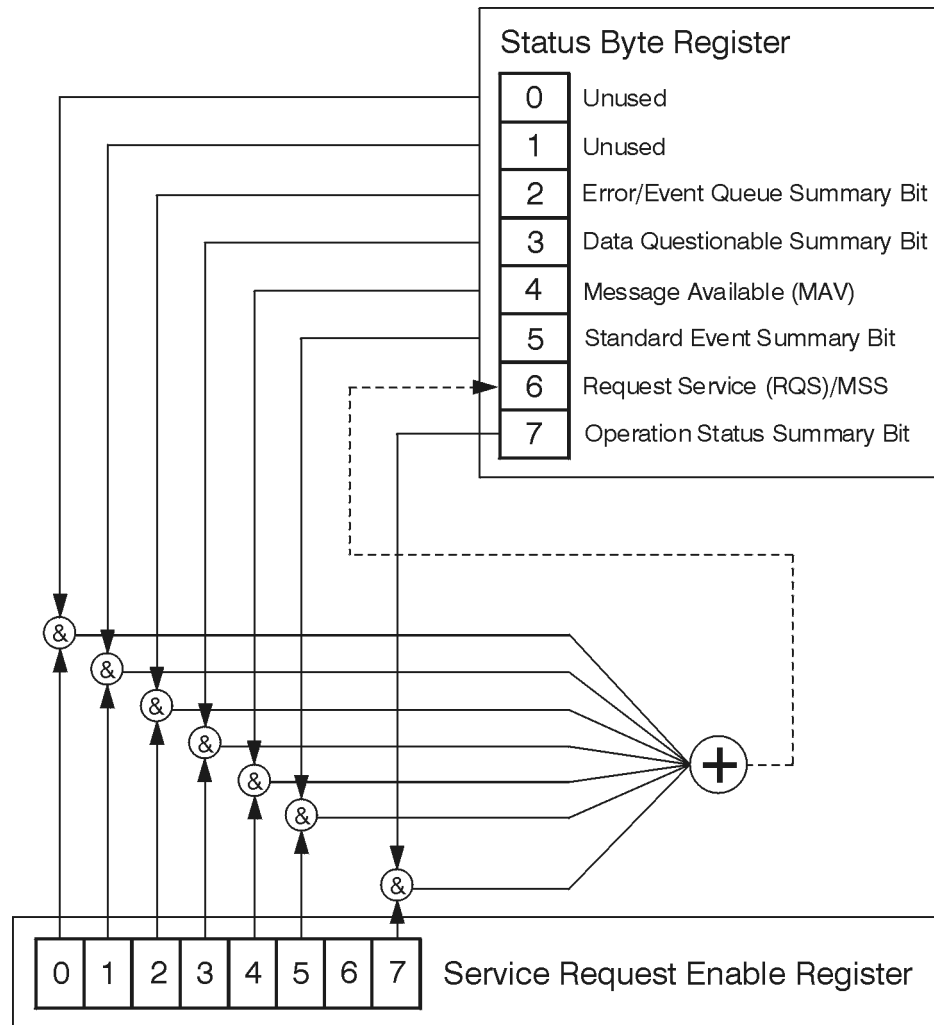 Status Byte Register
0 Unused
1 Unused
2 Error/Event Queue Summary Bit
3 Data Questionable Summary Bit
4 Message Available (MAV)
5 Standard Event Summary Bit
6 Request Service (RQS)/MSS
7 Operation Status Summary Bit
&
&
&
&
&
&
+
&
0 1 2 3 4 5 6 7 Service Request Enable Register